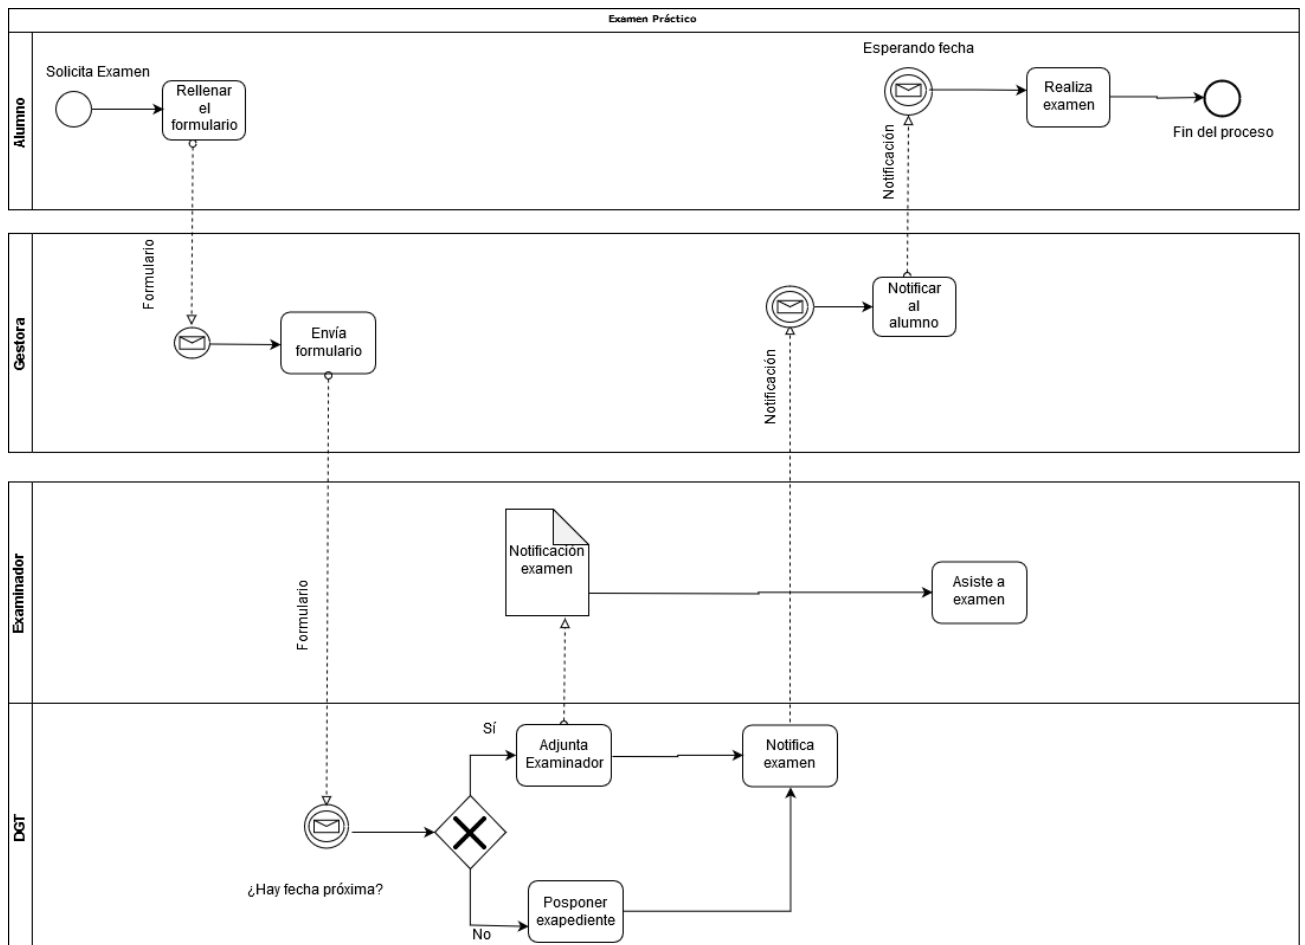 Examen Práctico
Alumno
Solicita Examen
Rellenar
el
formulario
Esperando fecha
Realiza
examen
Fin del proceso
Notificación
Formulario
Gestora
Envía
formulario
Notificar
al
alumno
Notificación
Examinador
Notificación
examen
Asiste a
examen
Formulario
DGT
Sí
Adjunta
Examinador
Notifica
examen
¿Hay fecha próxima?
No
Posponer
exapediente